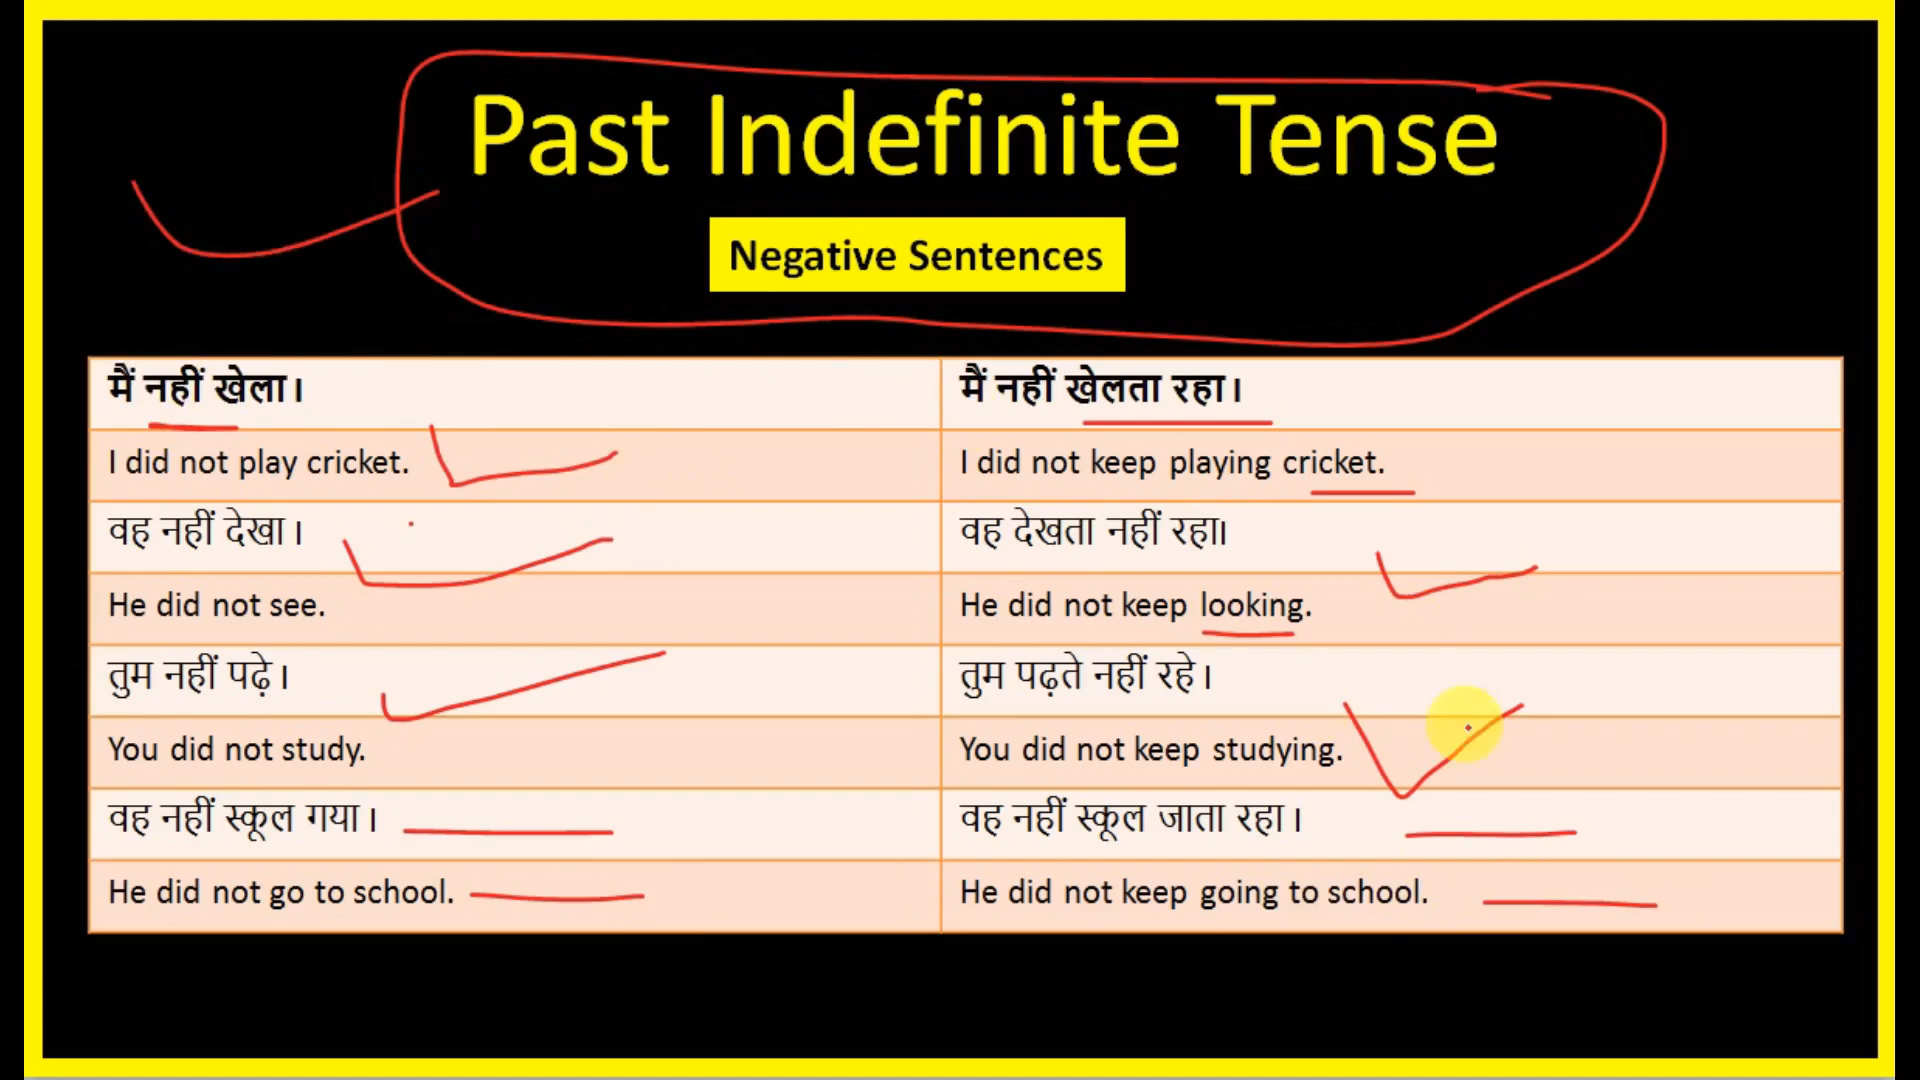 Past Indefinite Tense
Negative Sentences
मैं नहीं खेला।
मैं नहीं खेलता रहा।
I did not play cricket.
I did not keep playing cricket.
वह नहीं देखा।
वह देखता नहीं रहा।
He did not see.
He did not keep looking.
तुम नहीं पढ़े।
तुम पढ़ते नहीं रहे।
You did not study.
You did not keep studying.
वह नहीं स्कूल गया।
वह नहीं स्कूल जाता रहा।
He did not go to school.
He did not keep going to school.